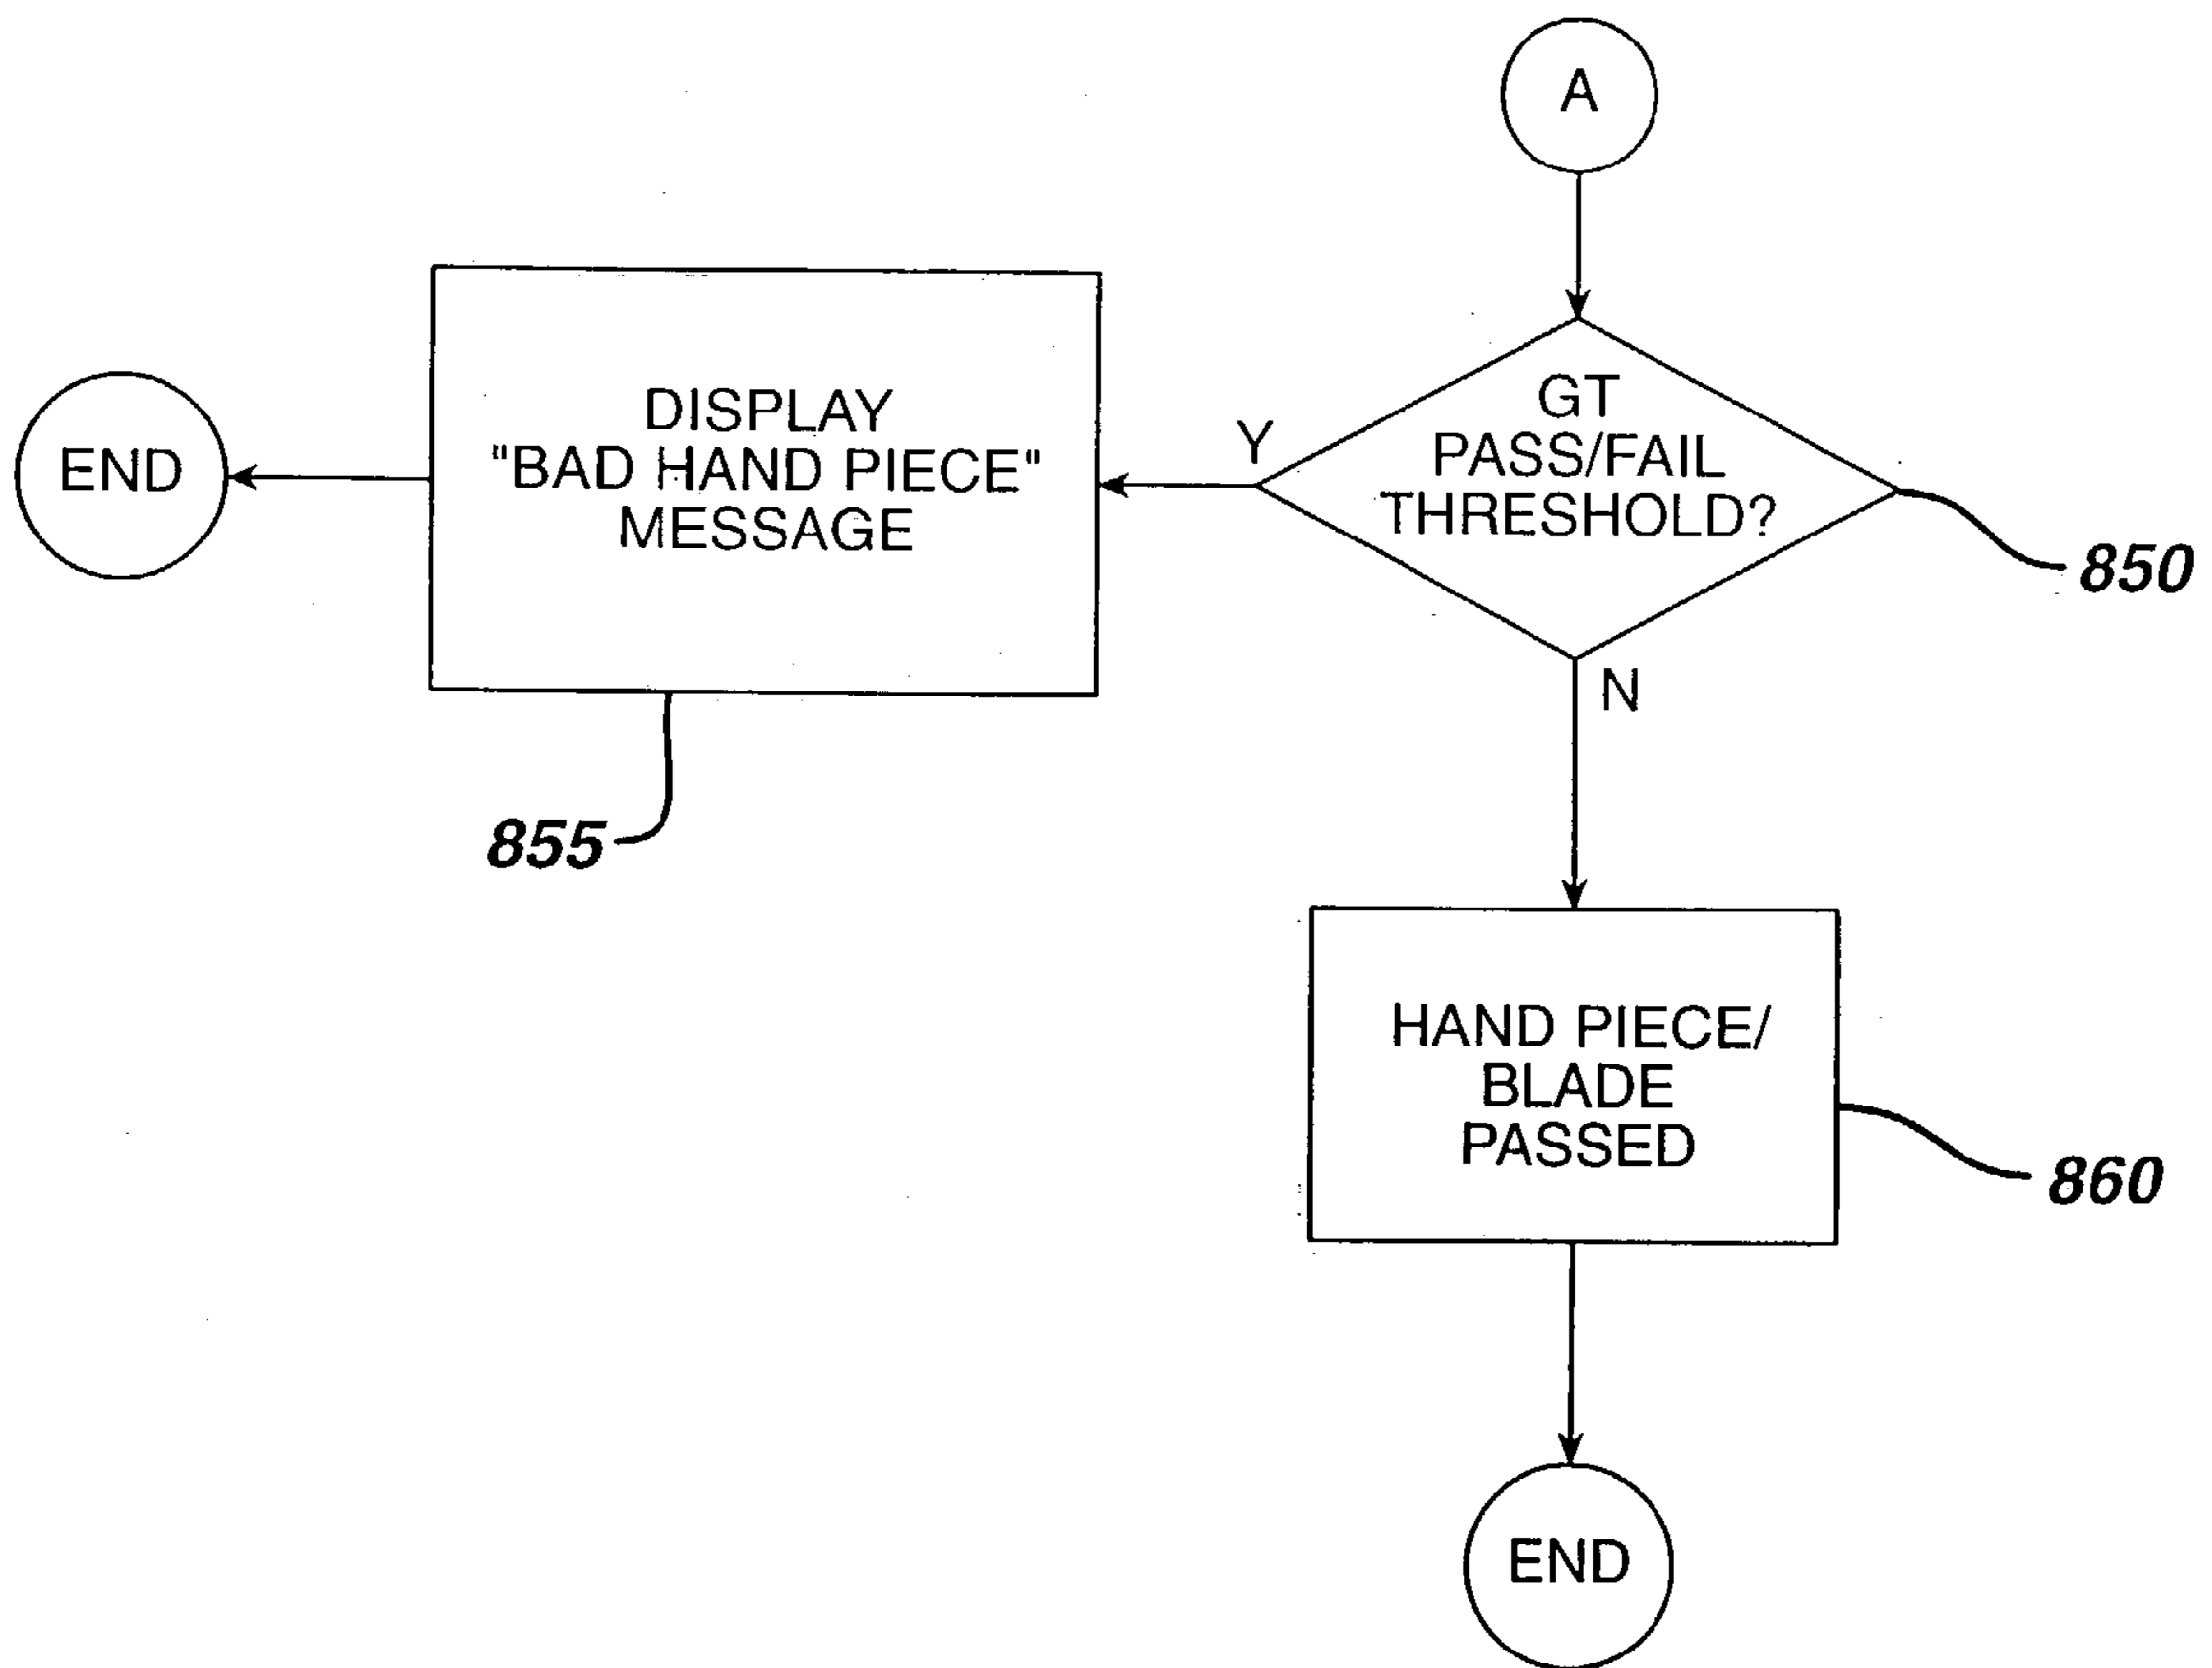 A
GT
PASS/FAIL
THRESHOLD?
850
Y
N
DISPLAY
"BAD HAND PIECE"
MESSAGE
855
END
HAND PIECE/
BLADE
PASSED
860
END